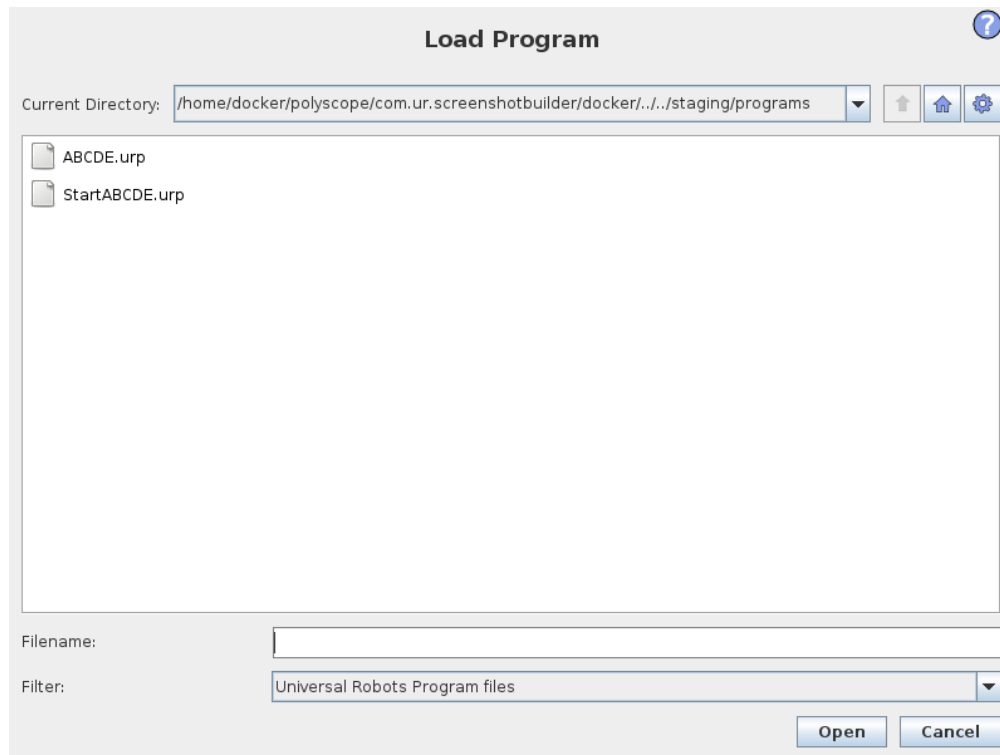 Load Program
?
Current Directory: /home/docker/polyscope/com.ur.screenshotbuilder/docker/../../staging/programs
ABCDE.urp
StartABCDE.urp
Filename:
Filter: Universal Robots Program files
Open Cancel